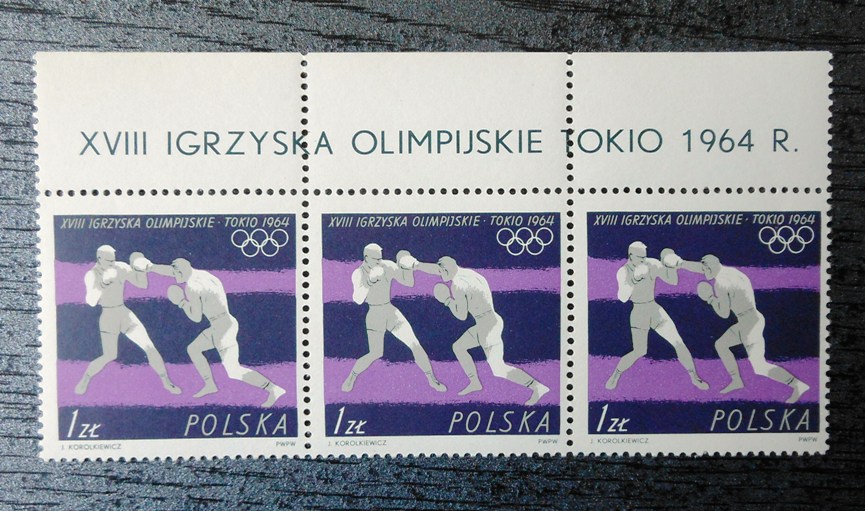 XVIII IGRZYSKA OLIMPIJSKIE TOKIO 1964 R.
XVIII IGRZYSKA OLIMPIJSKIE · TOKIO 1964
1 ZŁ POLSKA
J. KOROLKIEWICZ PWPW
XVIII IGRZYSKA OLIMPIJSKIE · TOKIO 1964
1 ZŁ POLSKA
J. KOROLKIEWICZ PWPW
XVIII IGRZYSKA OLIMPIJSKIE · TOKIO 1964
1 ZŁ POLSKA
J. KOROLKIEWICZ PWPW